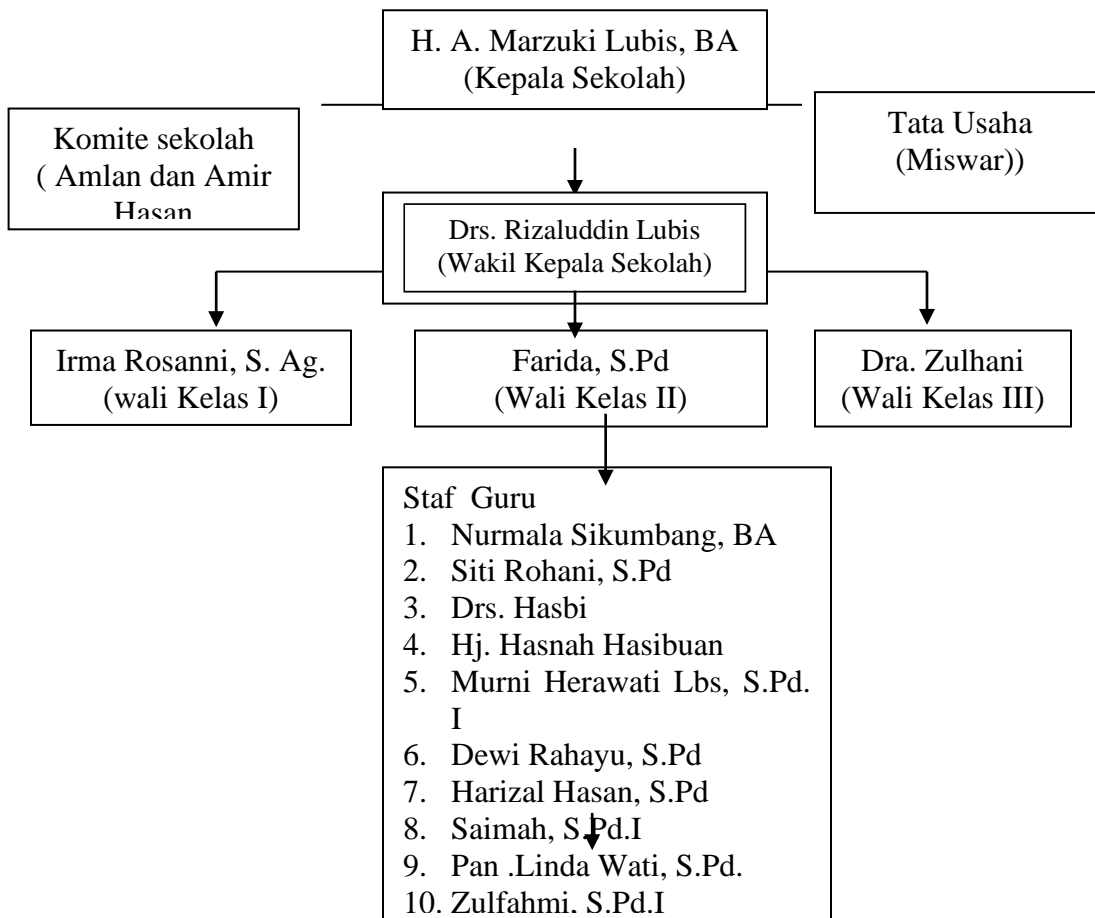 H. A. Marzuki Lubis, BA
(Kepala Sekolah)
Komite sekolah
( Amlan dan Amir
Hasan
Tata Usaha
(Miswar))
Drs. Rizaluddin Lubis
(Wakil Kepala Sekolah)
Irma Rosanni, S. Ag.
(wali Kelas I)
Farida, S.Pd
(Wali Kelas II)
Dra. Zulhani
(Wali Kelas III)
Staf Guru
1. Nurmala Sikumbang, BA
2. Siti Rohani, S.Pd
3. Drs. Hasbi
4. Hj. Hasnah Hasibuan
5. Murni Herawati Lbs, S.Pd.
I
6. Dewi Rahayu, S.Pd
7. Harizal Hasan, S.Pd
8. Saimah, S.Pd.I
9. Pan .Linda Wati, S.Pd.
10. Zulfahmi, S.Pd.I